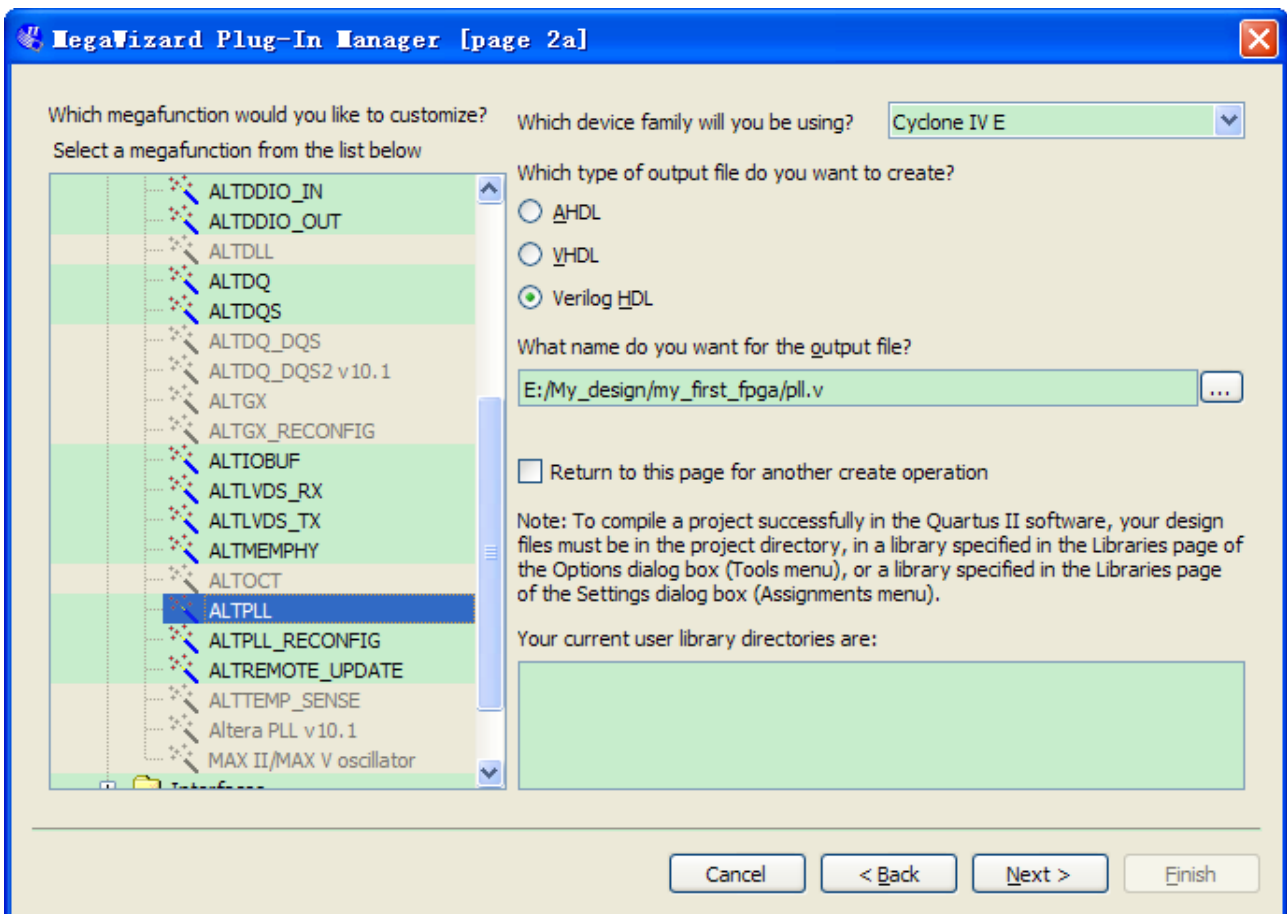 MegaWizard Plug-In Manager [page 2a]
Which megafunction would you like to customize?
Select a megafunction from the list below
ALTDDIO_IN
ALTDDIO_OUT
ALTDLL
ALTDQ
ALTDQS
ALTDQ_DQS
ALTDQ_DQS2 v10.1
ALTGX
ALTGX_RECONFIG
ALTIOBUF
ALTLVDS_RX
ALTLVDS_TX
ALTMEMPHY
ALTOCT
ALTPLL
ALTPLL_RECONFIG
ALTREMOTE_UPDATE
ALTTEMP_SENSE
Altera PLL v10.1
MAX II/MAX V oscillator
Interfaces
Which device family will you be using?
Cyclone IV E
Which type of output file do you want to create?
AHDL
VHDL
Verilog HDL
What name do you want for the output file?
E:/My_design/my_first_fpga/pll.v
...
Return to this page for another create operation
Note: To compile a project successfully in the Quartus II software, your design
files must be in the project directory, in a library specified in the Libraries page of
the Options dialog box (Tools menu), or a library specified in the Libraries page
of the Settings dialog box (Assignments menu).
Your current user library directories are:
Cancel
< Back
Next >
Finish